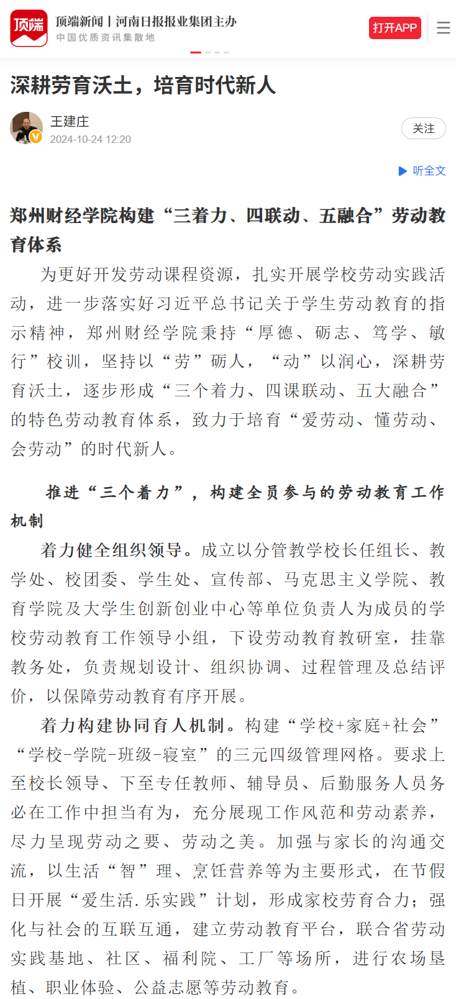 顶端
顶端新闻丨河南日报报业集团主办
中国优质资讯集散地
打开APP
深耕劳育沃土，培育时代新人
王建庄
2024-10-24 12:20
关注
听全文
郑州财经学院构建“三着力、四联动、五融合”劳动教
育体系
为更好开发劳动课程资源，扎实开展学校劳动实践活
动，进一步落实好习近平总书记关于学生劳动教育的指
示精神，郑州财经学院秉持“厚德、砺志、笃学、敏
行”校训，坚持以“劳”砺人，“动”以润心，深耕劳
育沃土，逐步形成“三个着力、四课联动、五大融合”
的特色劳动教育体系，致力于培育“爱劳动、懂劳动、
会劳动”的时代新人。
推进“三个着力”，构建全员参与的劳动教育工作
机制
着力健全组织领导。成立以分管教学校长任组长、教
学处、校团委、学生处、宣传部、马克思主义学院、教
育学院及大学生创新创业中心等单位负责人为成员的学
校劳动教育工作领导小组，下设劳动教育教研室，挂靠
教务处，负责规划设计、组织协调、过程管理及总结评
价，以保障劳动教育有序开展。
着力构建协同育人机制。构建“学校+家庭+社会”
“学校-学院-班级-寝室”的三元四级管理网格。要求上
至校长领导、下至专任教师、辅导员、后勤服务人员务
必在工作中担当有为，充分展现工作风范和劳动素养，
尽力呈现劳动之要、劳动之美。加强与家长的沟通交
流，以生活“智”理、烹饪营养等为主要形式，在节假
日开展“爱生活.乐实践”计划，形成家校劳育合力；强
化与社会的互联互通，建立劳动教育平台，联合省劳动
实践基地、社区、福利院、工厂等场所，进行农场垦
植、职业体验、公益志愿等劳动教育。